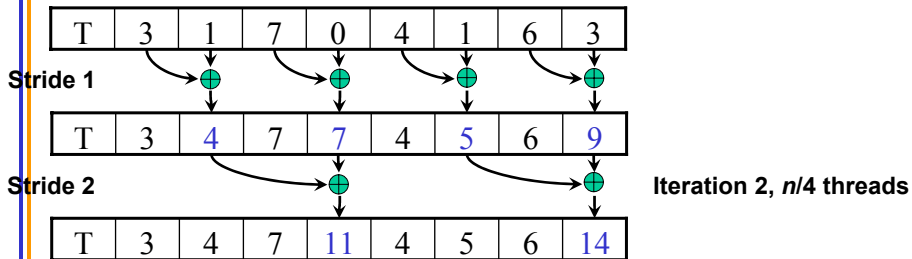 T 3 1 7 0 4 1 6 3
Stride 1
T 3 4 7 7 4 5 6 9
Stride 2 Iteration 2, n/4 threads
T 3 4 7 11 4 5 6 14